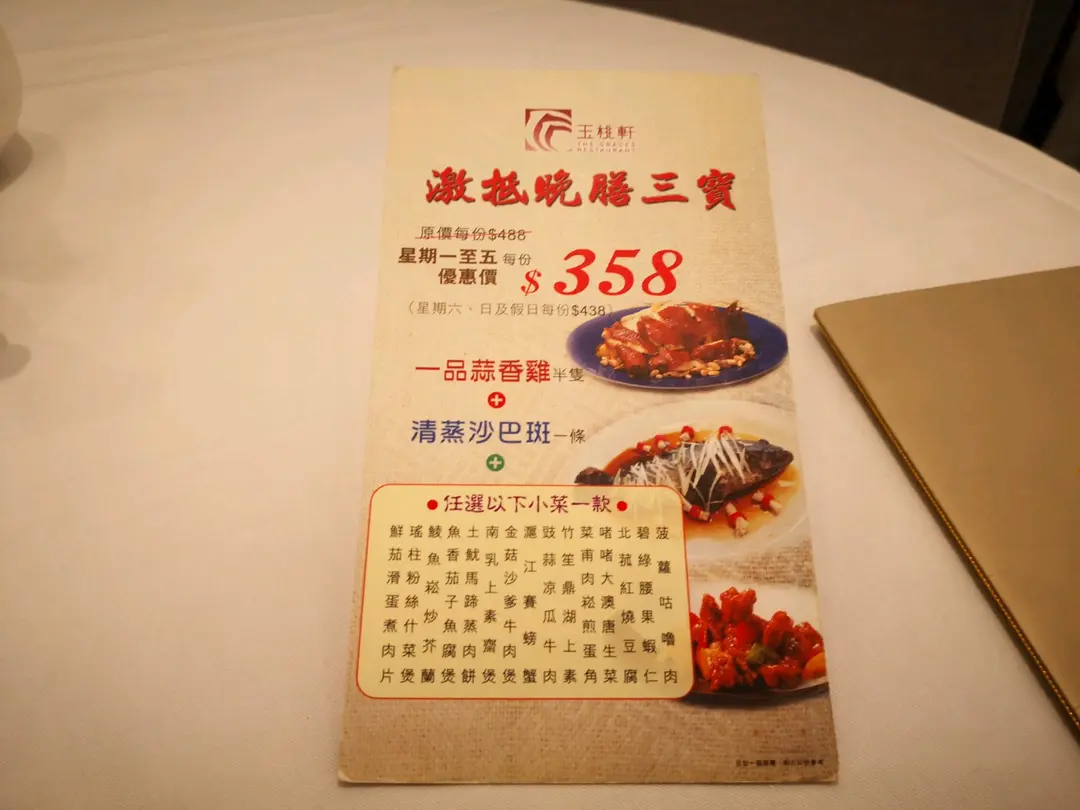 玉桃軒
THE GRACES
RESTAURANT
激抵晚膳三寶
原價每份$488
星期一至五每份
優惠價
$358
(星期六、日及假日每份$438)
一品蒜香雞半隻
+
清蒸沙巴斑一條
+
●任選以下小菜一款●
菠蘿咕嚕肉
碧綠腰果蝦仁
北菰紅燒豆腐
啫啫大澳唐生菜
菜甫肉崧煎蛋角
竹笙鼎湖上素
豉蒜凉瓜牛肉
滬江賽螃蟹
金菇沙爹牛肉煲
南乳上素齋煲
土魷馬蹄蒸肉餅
魚香茄子魚腐煲
鯪魚崧炒芥蘭
瑤柱粉絲什菜煲
鮮茄滑蛋煮肉片